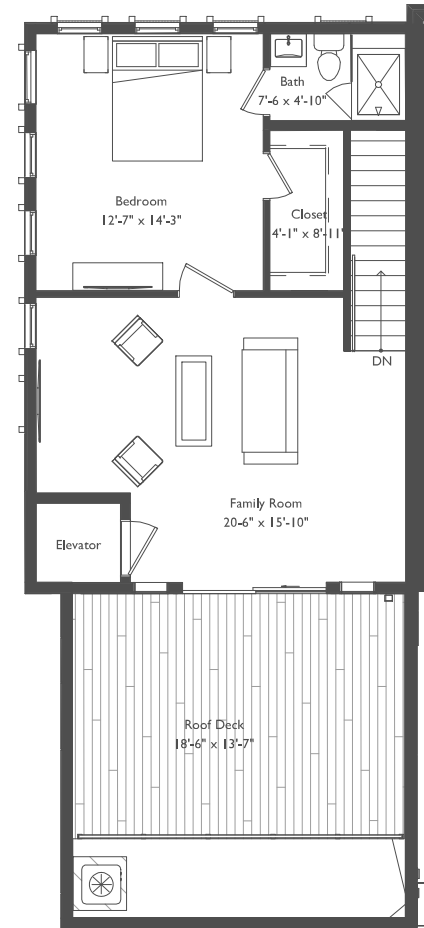 Bath
7'-6 x 4'-10"
Bedroom
12'-7" x 14'-3"
Closet
4'-1" x 8'-11"
DN
Family Room
20-6" x 15'-10"
Elevator
Roof Deck
18'-6" x 13'-7"